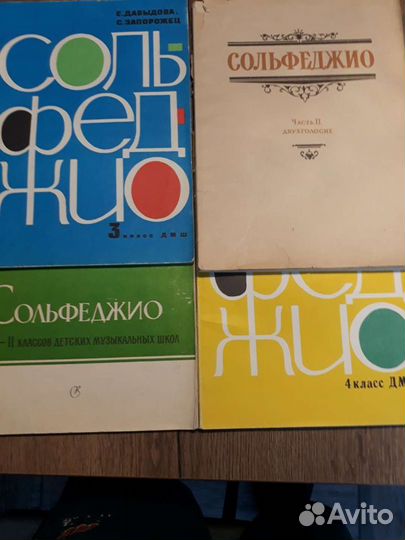 Е. ДАВЫДОВА,
С. ЗАПОРОЖЕЦ
СОЛЬ-
ФЕД-
ЖИО
3 КЛАСС ДМШ
СОЛЬФЕДЖИО
ЧАСТЬ II
ДВУХГОЛОСИЕ
СОЛЬФЕДЖИО
-II КЛАССОВ ДЕТСКИХ МУЗЫКАЛЬНЫХ ШКОЛ
ФЕД
ЖИО
4 КЛАСС ДМ
Avito